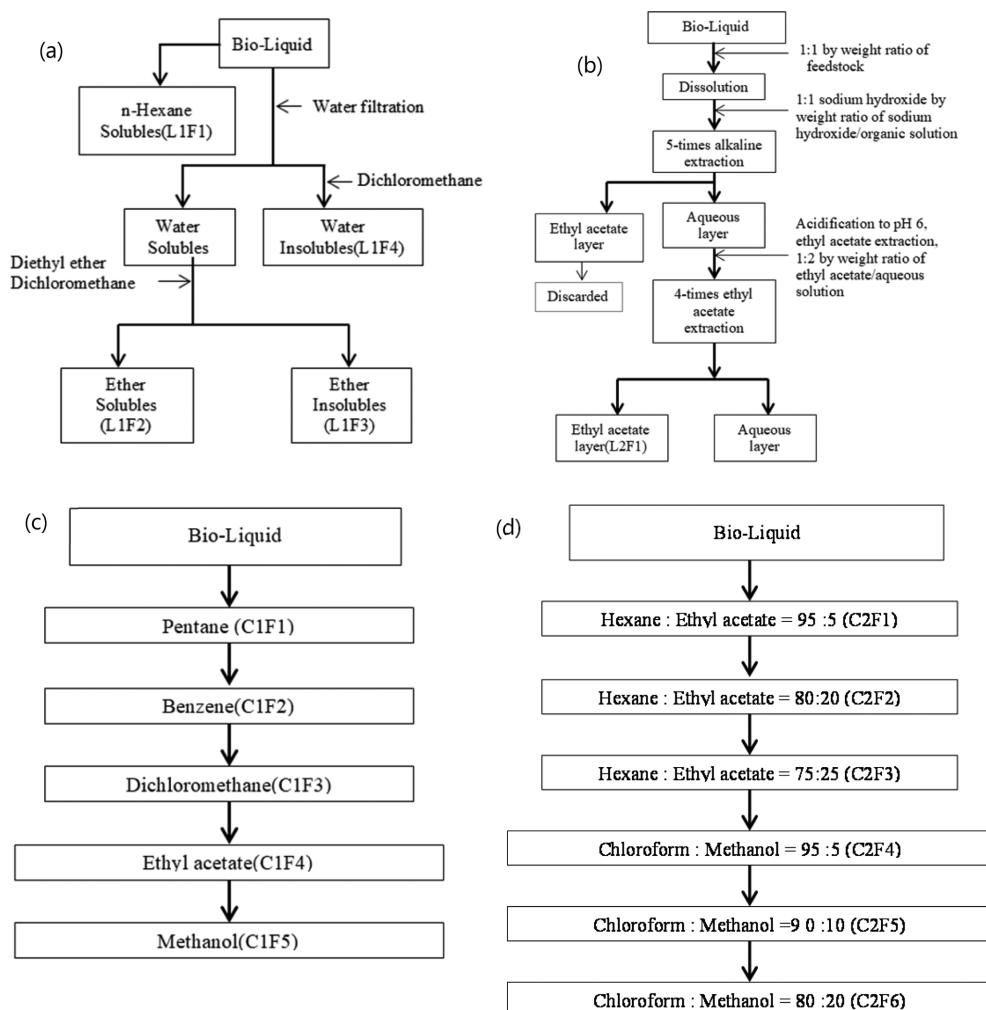 (a)
Bio-Liquid
n-Hexane
Solubles(L1F1)
Water filtration
Dichloromethane
Water
Solubles
Water
Insolubles(L1F4)
Diethyl ether
Dichloromethane
Ether
Solubles
(L1F2)
Ether
Insolubles
(L1F3)
(b)
Bio-Liquid
1:1 by weight ratio of
feedstock
Dissolution
1:1 sodium hydroxide by
weight ratio of sodium
hydroxide/organic solution
5-times alkaline
extraction
Ethyl acetate
layer
Aqueous
layer
Acidification to pH 6,
ethyl acetate extraction,
1:2 by weight ratio of
ethyl acetate/aqueous
solution
Discarded
4-times ethyl
acetate
extraction
Ethyl acetate
layer(L2F1)
Aqueous
layer
(c)
Bio-Liquid
Pentane (C1F1)
Benzene(C1F2)
Dichloromethane(C1F3)
Ethyl acetate(C1F4)
Methanol(C1F5)
(d)
Bio-Liquid
Hexane : Ethyl acetate = 95 :5 (C2F1)
Hexane : Ethyl acetate = 80:20 (C2F2)
Hexane : Ethyl acetate = 75:25 (C2F3)
Chloroform : Methanol = 95 :5 (C2F4)
Chloroform : Methanol =9 0 :10 (C2F5)
Chloroform : Methanol = 80 :20 (C2F6)